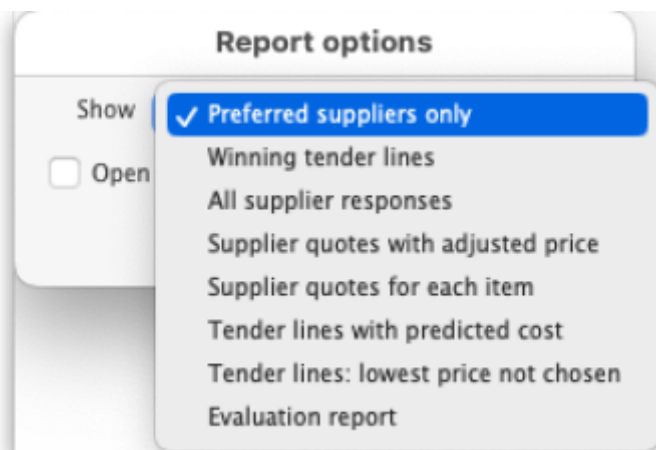 Report options
Show
✓ Preferred suppliers only
Winning tender lines
Open
All supplier responses
Supplier quotes with adjusted price
Supplier quotes for each item
Tender lines with predicted cost
Tender lines: lowest price not chosen
Evaluation report